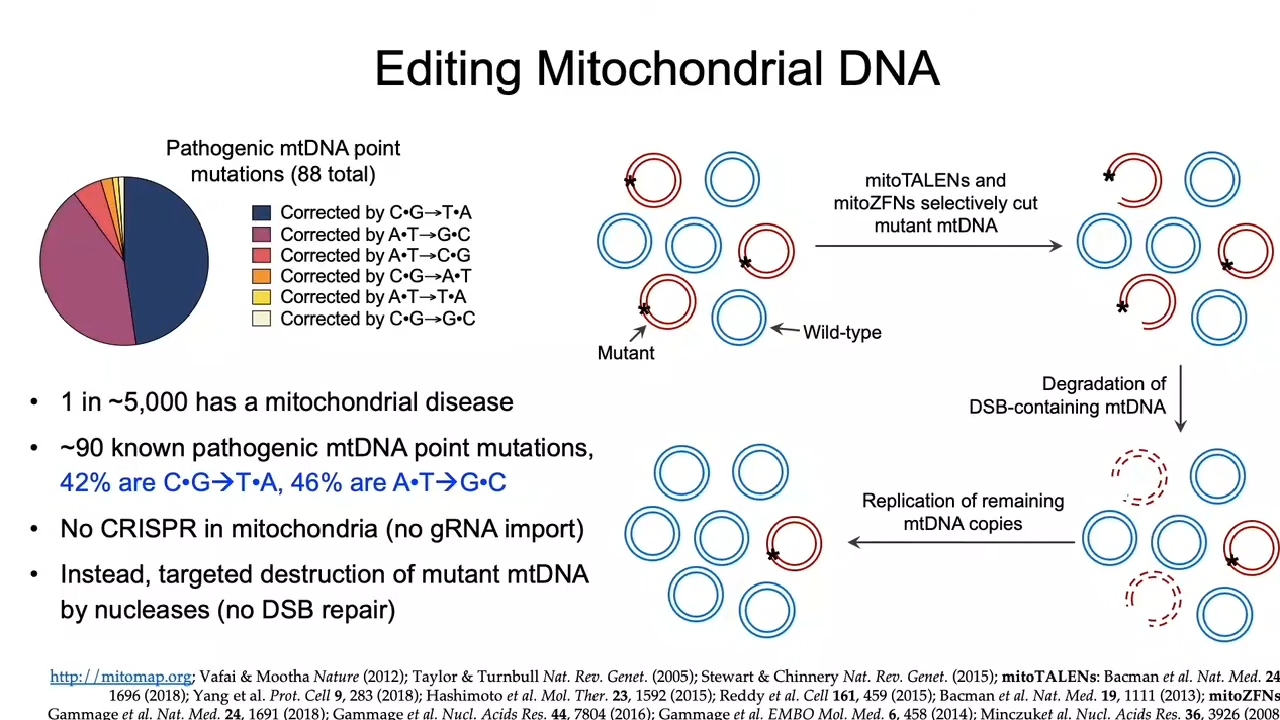 Editing Mitochondrial DNA
Pathogenic mtDNA point
mutations (88 total)
Corrected by C•G→T•A
Corrected by A•T→G•C
Corrected by A•T→C•G
Corrected by C•G→A•T
Corrected by A•T→T•A
Corrected by C•G→G•C
• 1 in ~5,000 has a mitochondrial disease
• ~90 known pathogenic mtDNA point mutations,
42% are C•G→T•A, 46% are A•T→G•C
• No CRISPR in mitochondria (no gRNA import)
• Instead, targeted destruction of mutant mtDNA
by nucleases (no DSB repair)
mitoTALENs and
mitoZFNs selectively cut
mutant mtDNA
Mutant
Wild-type
Degradation of
DSB-containing mtDNA
Replication of remaining
mtDNA copies
http://mitomap.org; Vafai & Mootha Nature (2012); Taylor & Turnbull Nat. Rev. Genet. (2005); Stewart & Chinnery Nat. Rev. Genet. (2015); mitoTALENs: Bacman et al. Nat. Med. 24
1696 (2018); Yang et al. Prot. Cell 9, 283 (2018); Hashimoto et al. Mol. Ther. 23, 1592 (2015); Reddy et al. Cell 161, 459 (2015); Bacman et al. Nat. Med. 19, 1111 (2013); mitoZFNs
Gammage et al. Nat. Med. 24, 1691 (2018); Gammage et al. Nucl. Acids Res. 44, 7804 (2016); Gammage et al. EMBO Mol. Med. 6, 458 (2014); Minczuket al. Nucl. Acids Res. 36, 3926 (2008